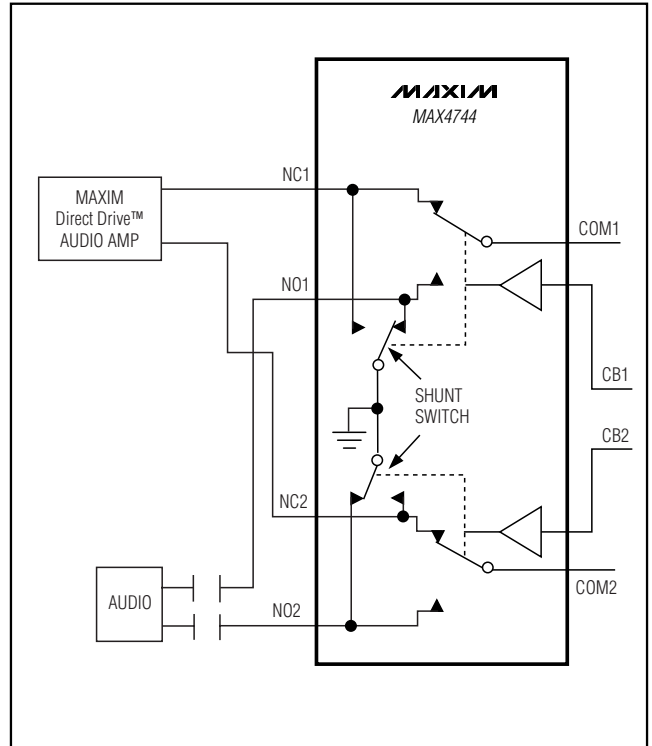 MAXIM
MAX4744
NC1
MAXIM
Direct Drive™
AUDIO AMP
COM1
NO1
CB1
SHUNT
SWITCH
CB2
NC2
COM2
AUDIO
NO2